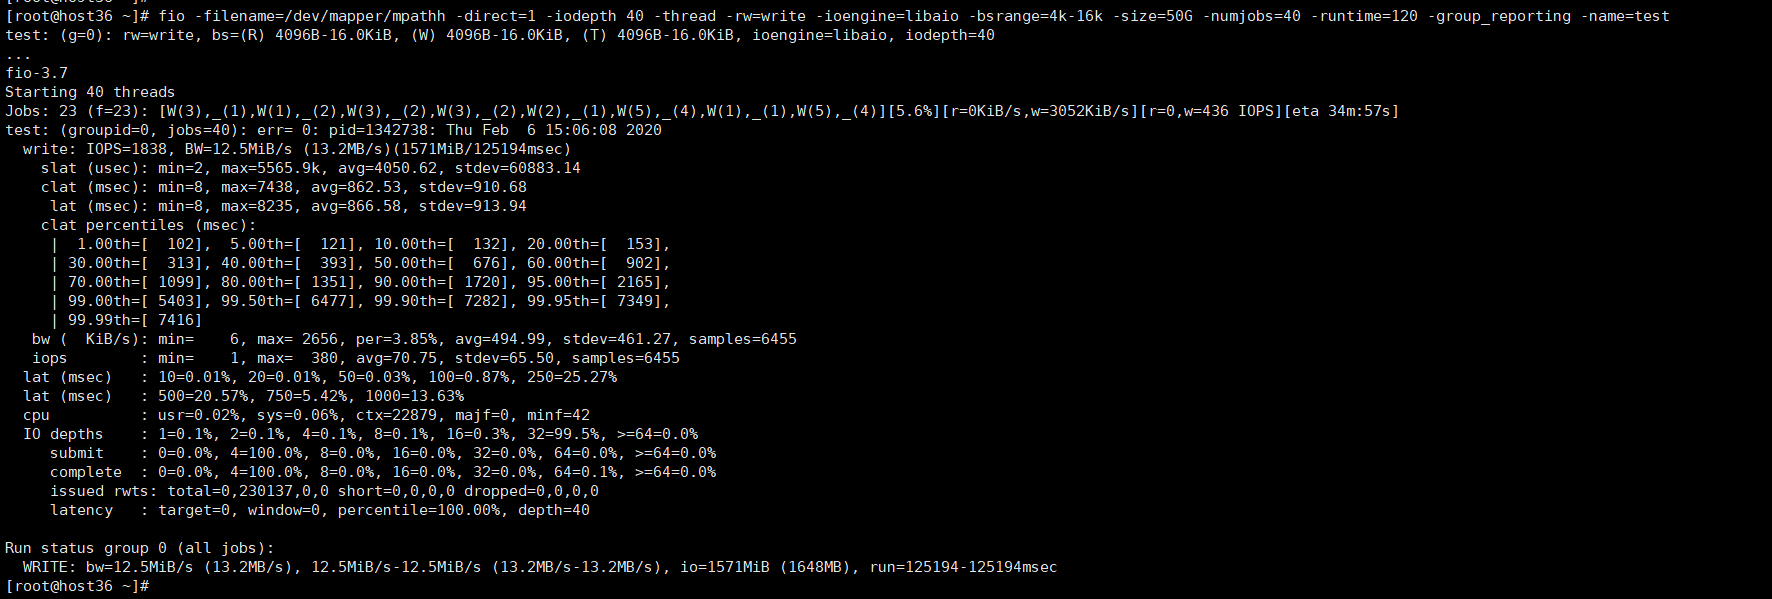 [root@host36 ~]# fio -filename=/dev/mapper/mpathh -direct=1 -iodepth 40 -thread -rw=write -ioengine=libaio -bsrange=4k-16k -size=50G -numjobs=40 -runtime=120 -group_reporting -name=test
test: (g=0): rw=write, bs=(R) 4096B-16.0KiB, (W) 4096B-16.0KiB, (T) 4096B-16.0KiB, ioengine=libaio, iodepth=40
...
fio-3.7
Starting 40 threads
Jobs: 23 (f=23): [W(3),_(1),W(1),_(2),W(3),_(2),W(3),_(2),W(2),_(1),W(5),_(4),W(1),_(1),W(5),_(4)][5.6%][r=0KiB/s,w=3052KiB/s][r=0,w=436 IOPS][eta 34m:57s]
test: (groupid=0, jobs=40): err= 0: pid=1342738: Thu Feb  6 15:06:08 2020
  write: IOPS=1838, BW=12.5MiB/s (13.2MB/s)(1571MiB/125194msec)
    slat (usec): min=2, max=5565.9k, avg=4050.62, stdev=60883.14
    clat (msec): min=8, max=7438, avg=862.53, stdev=910.68
     lat (msec): min=8, max=8235, avg=866.58, stdev=913.94
    clat percentiles (msec):
     |  1.00th=[  102],  5.00th=[  121], 10.00th=[  132], 20.00th=[  153],
     | 30.00th=[  313], 40.00th=[  393], 50.00th=[  676], 60.00th=[  902],
     | 70.00th=[ 1099], 80.00th=[ 1351], 90.00th=[ 1720], 95.00th=[ 2165],
     | 99.00th=[ 5403], 99.50th=[ 6477], 99.90th=[ 7282], 99.95th=[ 7349],
     | 99.99th=[ 7416]
   bw (  KiB/s): min=    6, max= 2656, per=3.85%, avg=494.99, stdev=461.27, samples=6455
   iops        : min=    1, max=  380, avg=70.75, stdev=65.50, samples=6455
  lat (msec)   : 10=0.01%, 20=0.01%, 50=0.03%, 100=0.87%, 250=25.27%
  lat (msec)   : 500=20.57%, 750=5.42%, 1000=13.63%
  cpu          : usr=0.02%, sys=0.06%, ctx=22879, majf=0, minf=42
  IO depths    : 1=0.1%, 2=0.1%, 4=0.1%, 8=0.1%, 16=0.3%, 32=99.5%, >=64=0.0%
     submit    : 0=0.0%, 4=100.0%, 8=0.0%, 16=0.0%, 32=0.0%, 64=0.0%, >=64=0.0%
     complete  : 0=0.0%, 4=100.0%, 8=0.0%, 16=0.0%, 32=0.0%, 64=0.1%, >=64=0.0%
     issued rwts: total=0,230137,0,0 short=0,0,0,0 dropped=0,0,0,0
     latency   : target=0, window=0, percentile=100.00%, depth=40

Run status group 0 (all jobs):
  WRITE: bw=12.5MiB/s (13.2MB/s), 12.5MiB/s-12.5MiB/s (13.2MB/s-13.2MB/s), io=1571MiB (1648MB), run=125194-125194msec
[root@host36 ~]#